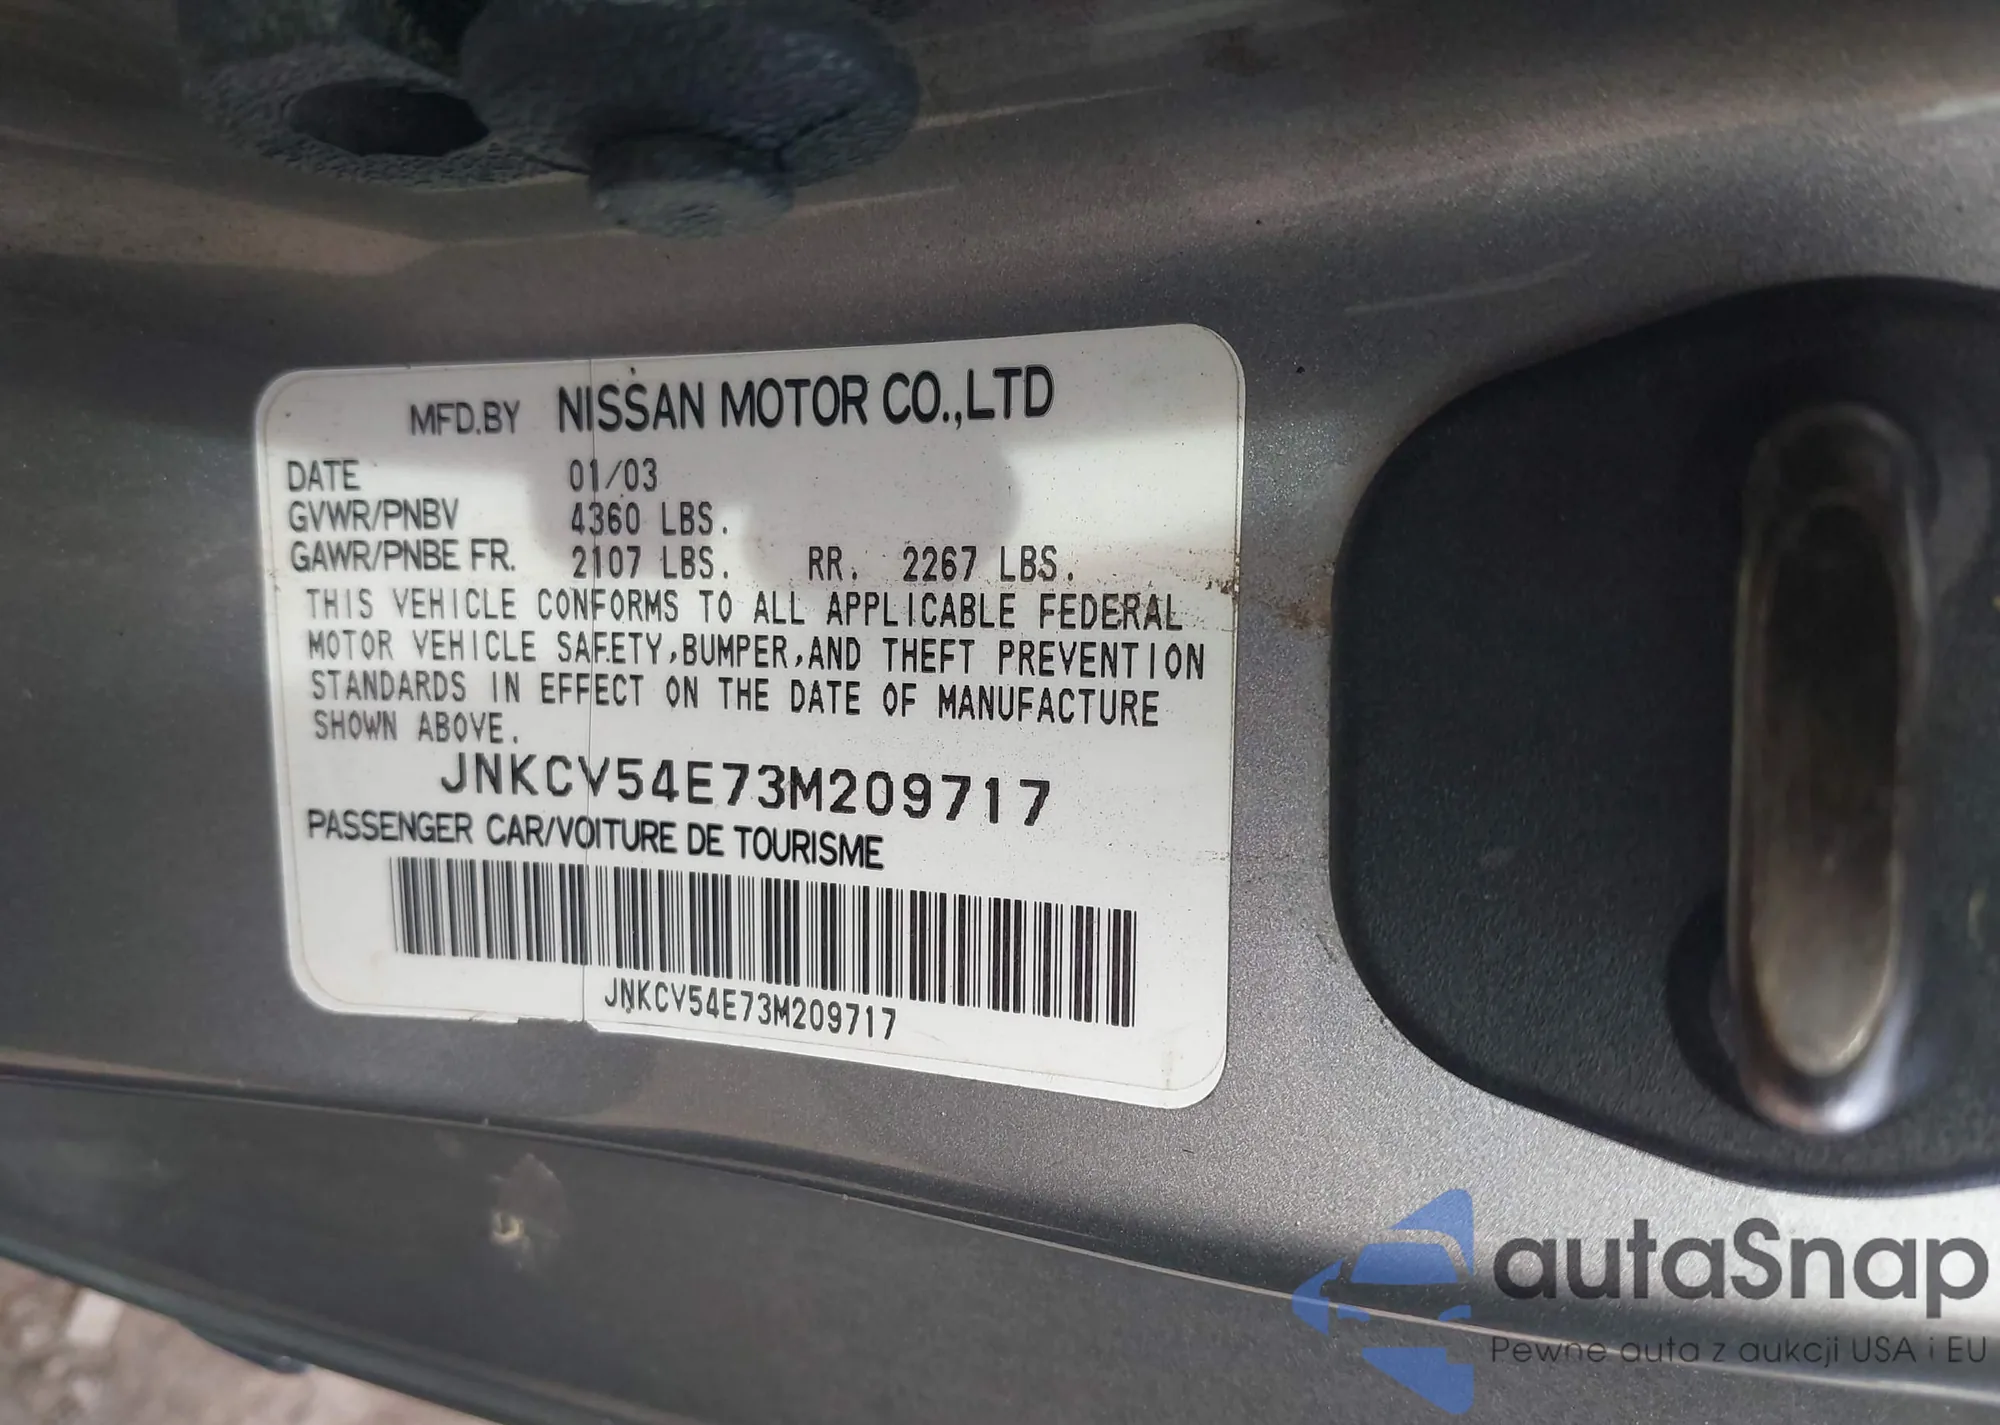 MFD.BY NISSAN MOTOR CO.,LTD
DATE 01/03
GVWR/PNBV 4360 LBS.
GAWR/PNBE FR. 2107 LBS. RR. 2267 LBS.
THIS VEHICLE CONFORMS TO ALL APPLICABLE FEDERAL
MOTOR VEHICLE SAFETY,BUMPER,AND THEFT PREVENTION
STANDARDS IN EFFECT ON THE DATE OF MANUFACTURE
SHOWN ABOVE.
JNKCV54E73M209717
PASSENGER CAR/VOITURE DE TOURISME
JNKCV54E73M209717
autaSnap
Pewne auta z aukcji USA i EU